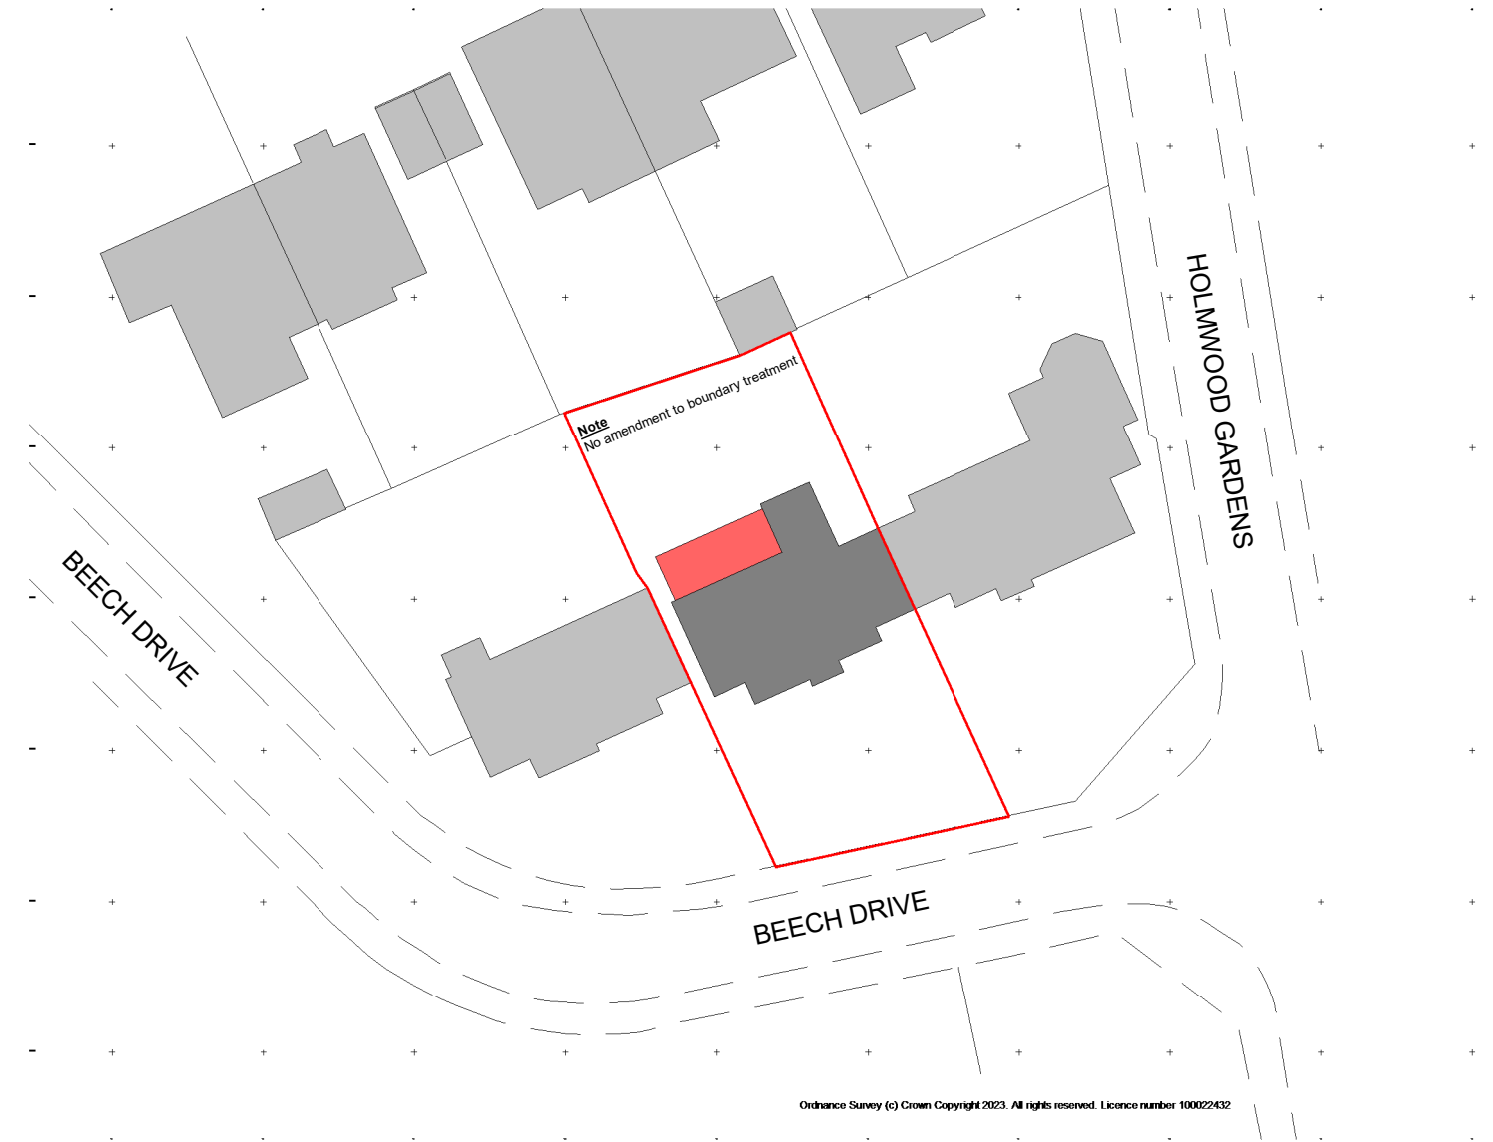 HOLMWOOD GARDENS
Note
No amendment to boundary treatment
BEECH DRIVE
BEECH DRIVE
Ordnance Survey (c) Crown Copyright 2023. All rights reserved. Licence number 100022432